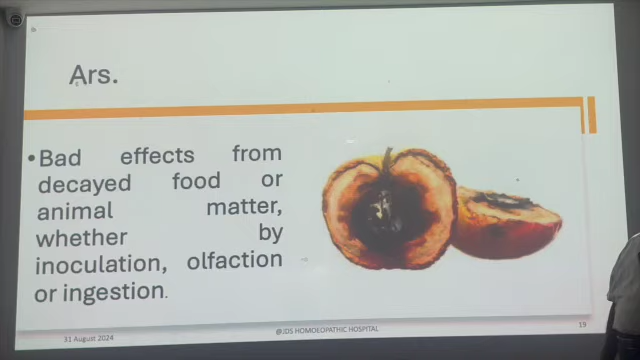 Ars.
•Bad effects from
decayed food or
animal matter,
whether by
inoculation, olfaction
or ingestion.
31 August 2024
@JDS HOMOEOPATHIC HOSPITAL
19